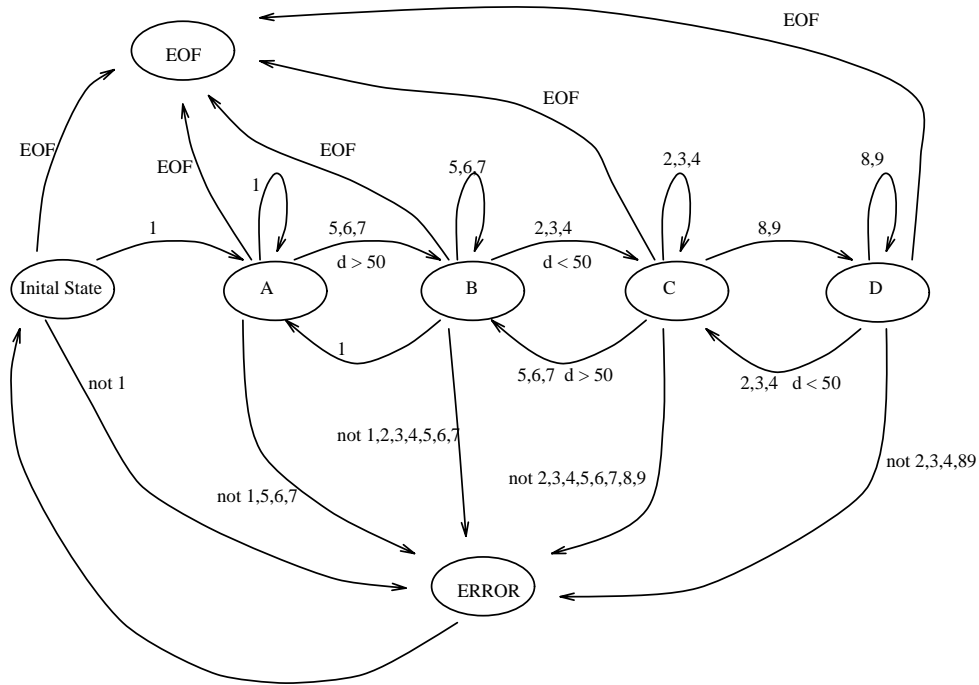 EOF
EOF
EOF
EOF
EOF
EOF
1
5,6,7
2,3,4
8,9
1
5,6,7
d > 50
2,3,4
d < 50
8,9
Inital State
A
B
C
D
1
5,6,7 d > 50
2,3,4 d < 50
not 1
not 1,2,3,4,5,6,7
not 2,3,4,5,6,7,8,9
not 2,3,4,89
not 1,5,6,7
ERROR